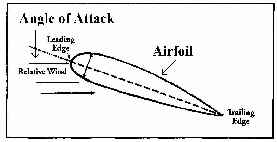 Angle of Attack
Leading
Edge
Airfoil
Relative Wind
Trailing
Edge